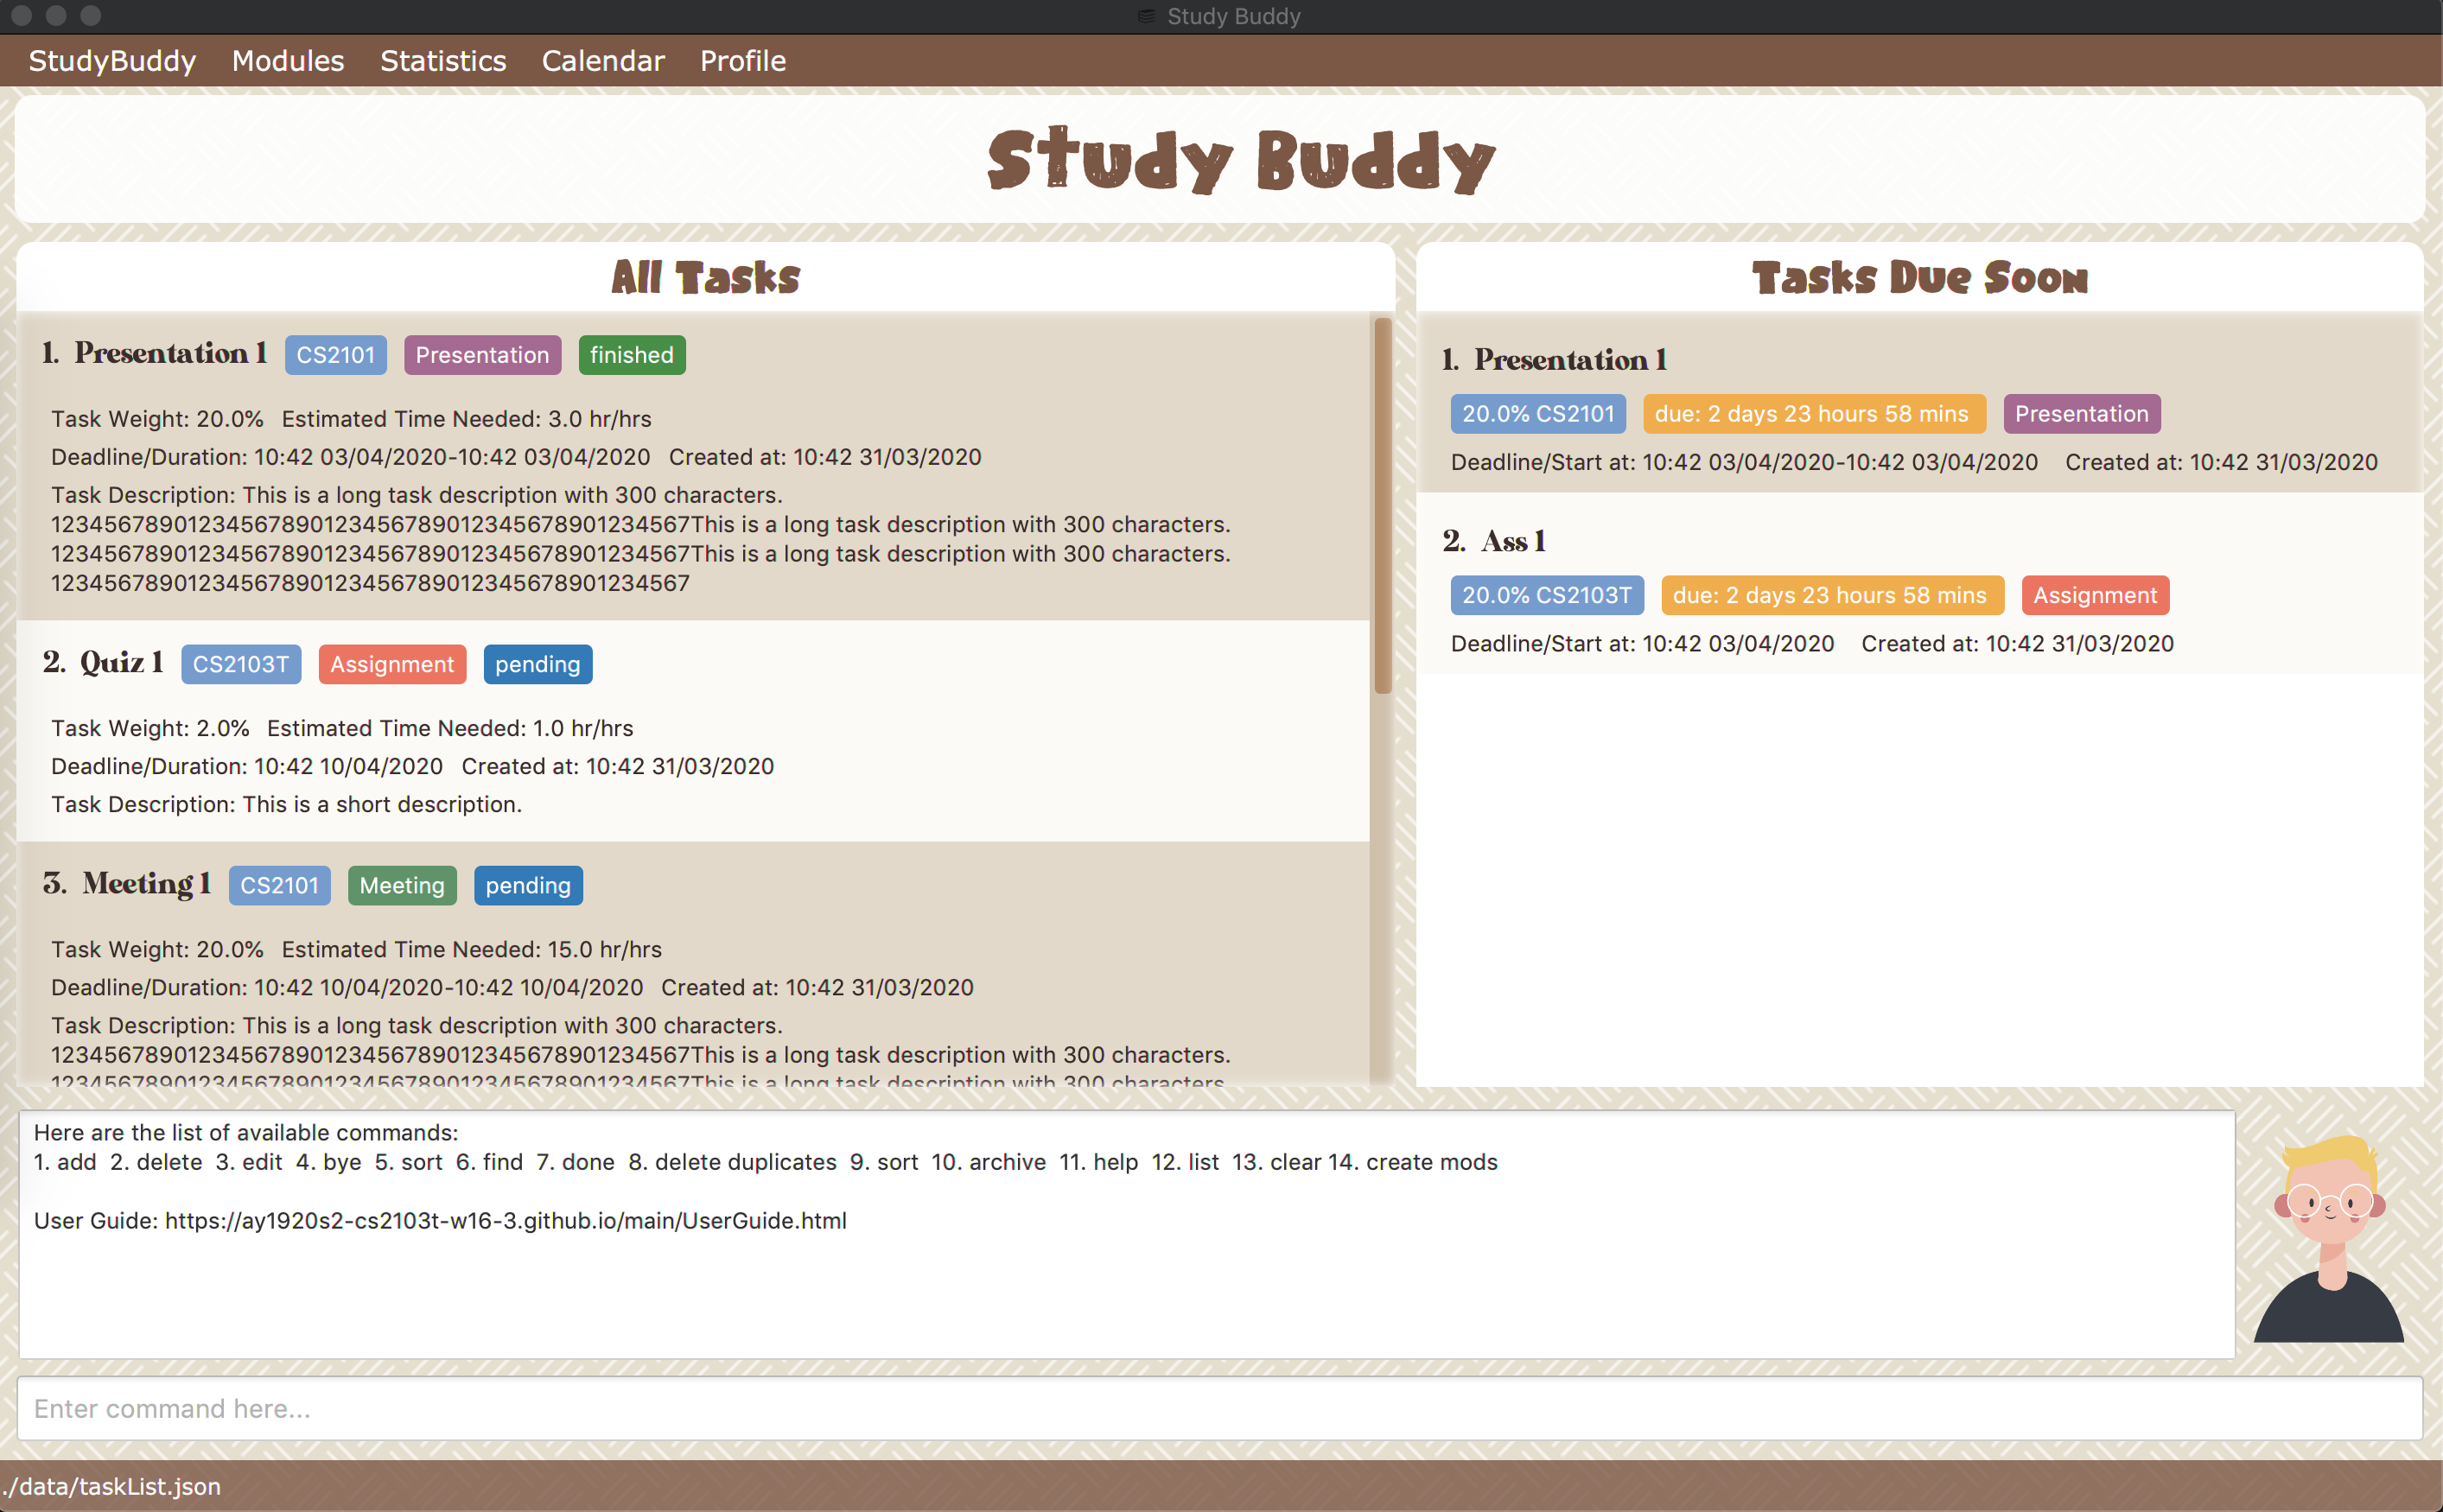 Study Buddy
StudyBuddy Modules Statistics Calendar Profile
Study Buddy
All Tasks
1. Presentation 1 CS2101 Presentation finished
Task Weight: 20.0% Estimated Time Needed: 3.0 hr/hrs
Deadline/Duration: 10:42 03/04/2020-10:42 03/04/2020 Created at: 10:42 31/03/2020
Task Description: This is a long task description with 300 characters.
12345678901234567890123456789012345678901234567This is a long task description with 300 characters.
12345678901234567890123456789012345678901234567This is a long task description with 300 characters.
12345678901234567890123456789012345678901234567
2. Quiz 1 CS2103T Assignment pending
Task Weight: 2.0% Estimated Time Needed: 1.0 hr/hrs
Deadline/Duration: 10:42 10/04/2020 Created at: 10:42 31/03/2020
Task Description: This is a short description.
3. Meeting 1 CS2101 Meeting pending
Task Weight: 20.0% Estimated Time Needed: 15.0 hr/hrs
Deadline/Duration: 10:42 10/04/2020-10:42 10/04/2020 Created at: 10:42 31/03/2020
Task Description: This is a long task description with 300 characters.
12345678901234567890123456789012345678901234567This is a long task description with 300 characters.
12345678901234567890123456789012345678901234567This is a long task description with 300 characters.
Tasks Due Soon
1. Presentation 1
20.0% CS2101 due: 2 days 23 hours 58 mins Presentation
Deadline/Start at: 10:42 03/04/2020-10:42 03/04/2020 Created at: 10:42 31/03/2020
2. Ass 1
20.0% CS2103T due: 2 days 23 hours 58 mins Assignment
Deadline/Start at: 10:42 03/04/2020 Created at: 10:42 31/03/2020
Here are the list of available commands:
1. add 2. delete 3. edit 4. bye 5. sort 6. find 7. done 8. delete duplicates 9. sort 10. archive 11. help 12. list 13. clear 14. create mods
User Guide: https://ay1920s2-cs2103t-w16-3.github.io/main/UserGuide.html
Enter command here...
./data/taskList.json